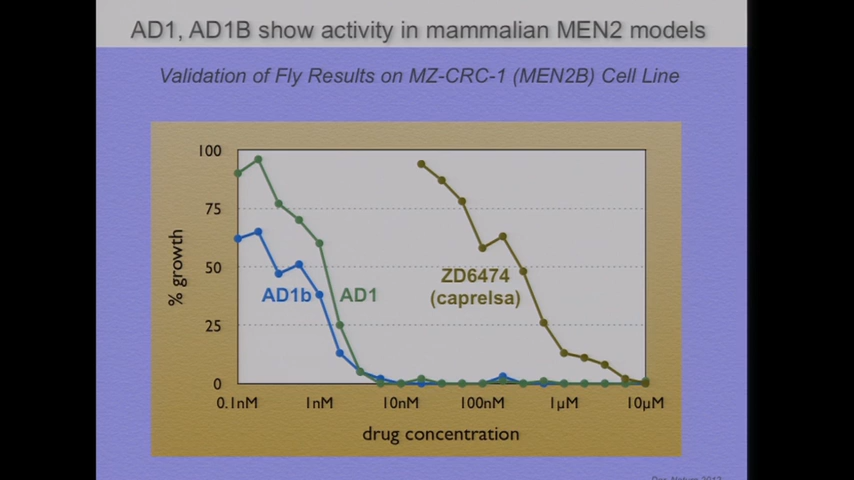 AD1, AD1B show activity in mammalian MEN2 models
Validation of Fly Results on MZ-CRC-1 (MEN2B) Cell Line
100
75
50
25
0
% growth
AD1b
AD1
ZD6474
(caprelsa)
0.1nM
1nM
10nM
100nM
1µM
10µM
drug concentration